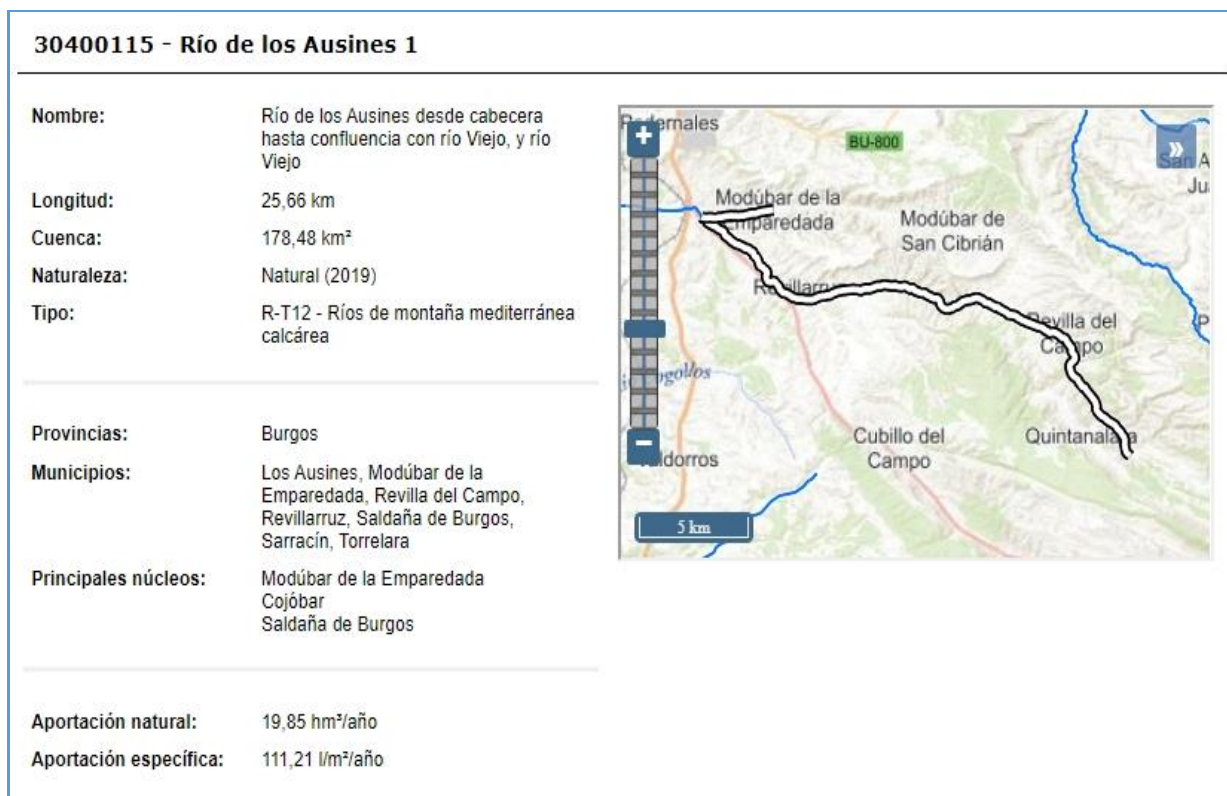 30400115 - Río de los Ausines 1
Nombre: Río de los Ausines desde cabecera
hasta confluencia con río Viejo, y río
Viejo
Longitud: 25,66 km
Cuenca: 178,48 km²
Naturaleza: Natural (2019)
Tipo: R-T12 - Ríos de montaña mediterránea
calcárea
Provincias: Burgos
Municipios: Los Ausines, Modúbar de la
Emparedada, Revilla del Campo,
Revillarruz, Saldaña de Burgos,
Sarracín, Torrelara
Principales núcleos: Modúbar de la Emparedada
Cojóbar
Saldaña de Burgos
Aportación natural: 19,85 hm³/año
Aportación específica: 111,21 l/m²/año
+
BU-800
»
San A
Ju
Modúbar de la
Emparedada
Modúbar de
San Cibrián
Revilla del
Campo
P
Cubillo del
Campo
−
5 km